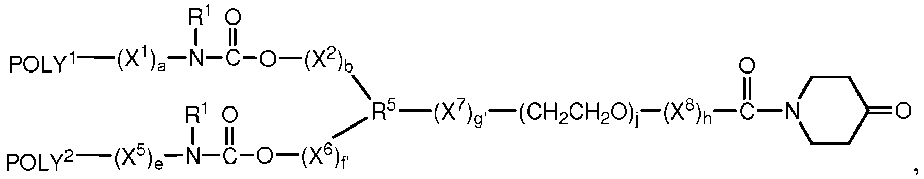 R¹ O
POLY¹—(X¹)ₐ—N—C—O—(X²)b O
R⁵—(X⁷)g'—(CH₂CH₂O)j—(X⁸)h—C—N O
R¹ O
POLY²—(X⁵)ₑ—N—C—O—(X⁶)f' ,